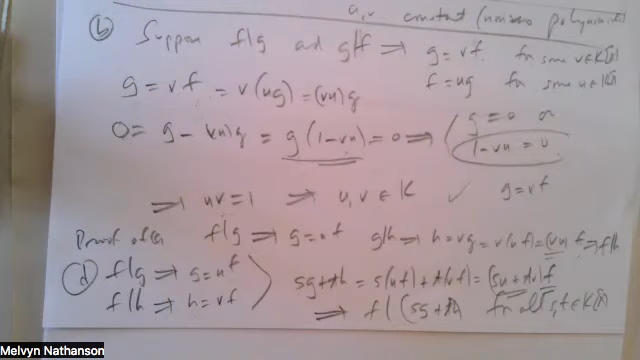 u,v constant (nonzero polynomials)
(b) Suppose f|g and g|f ⇒ g = vf for some v∈K[x]
f = ug for some u∈K[x]
g = vf = v(ug) = (vu)g
0 = g - (vu)g = g(1-vu) = 0 ⇒ { g = 0 or
1-vu = 0
⇒ uv = 1 ⇒ u,v ∈ K ✓ g = vf
Proof of f|g ⇒ g = uf g|h ⇒ h = vg = v(uf) = (vu)f ⇒ f|h
(d) f|g ⇒ g = uf
f|h ⇒ h = vf
sg+th = s(uf)+t(vf) = (su+tv)f
⇒ f|(sg+th) for all s,t∈K[x]
Melvyn Nathanson